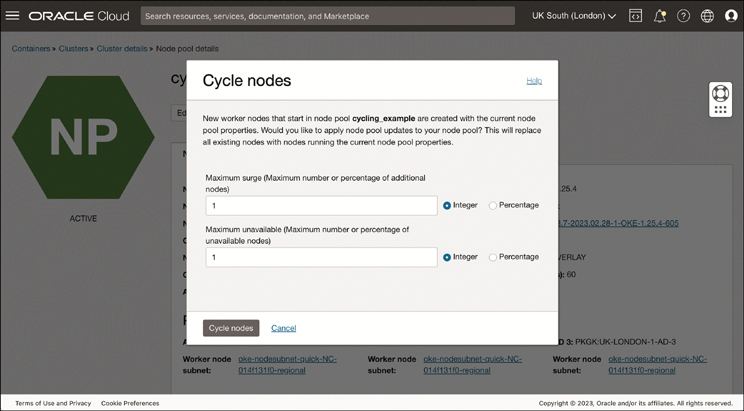 ORACLE Cloud
Search resources, services, documentation, and Marketplace
UK South (London)
Containers » Clusters » Cluster details » Node pool details
cy
Cycle nodes
Help
Ed
New worker nodes that start in node pool cycling_example are created with the current node
pool properties. Would you like to apply node pool updates to your node pool? This will replace
all existing nodes with nodes running the current node pool properties.
NP
ACTIVE
Maximum surge (Maximum number or percentage of additional
nodes)
1
Integer
Percentage
Maximum unavailable (Maximum number or percentage of
unavailable nodes)
1
Integer
Percentage
.25.4
.7-2023.02.28-1-OKE-1.25.4-605
VERLAY
: 60
Cycle nodes
Cancel
D 3: PKGK:UK-LONDON-1-AD-3
Worker node
subnet:
oke-nodesubnet-quick-NC-
014f131f0-regional
Worker node
subnet:
oke-nodesubnet-quick-NC-
014f131f0-regional
Worker node
subnet:
oke-nodesubnet-quick-NC-
014f131f0-regional
Terms of Use and Privacy
Cookie Preferences
Copyright © 2023, Oracle and/or its affiliates. All rights reserved.